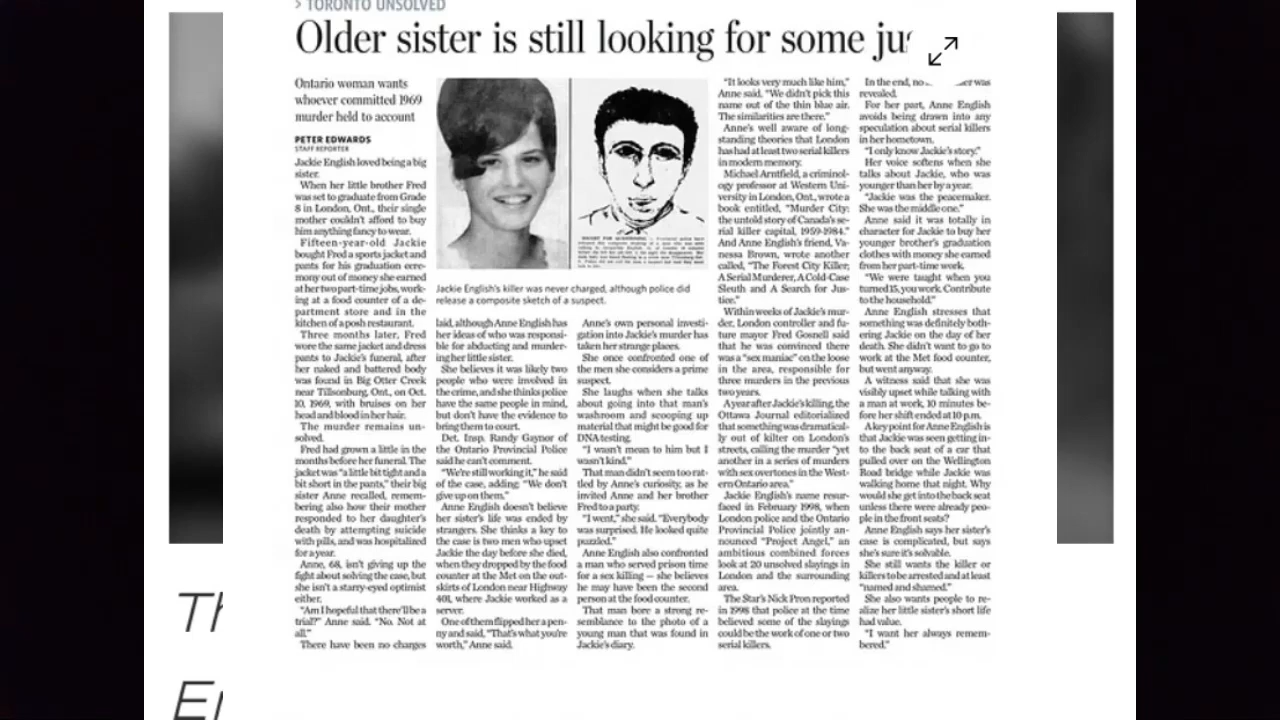 > TORONTO UNSOLVED
Older sister is still looking for some
Ontario woman wants
whoever committed 1969
murder held to account
PETER EDWARDS
STAFF REPORTER
Jackie English loved being a big
sister.
When her little brother Fred
was set to graduate from Grade
8 in London, Ont., their single
mother couldn't afford to buy
him anything fancy to wear.
Fifteen-year-old Jackie
bought Fred a sports jacket and
pants for his graduation cere-
mony out of money she earned
at her two part-time jobs, work-
ing at a food counter of a de-
partment store and in the
kitchen of a posh restaurant.
Three months later, Fred
wore the same jacket and dress
pants to Jackie's funeral, after
her naked and battered body
was found in Big Otter Creek
near Tillsonburg, Ont., on Oct.
10, 1969, with bruises on her
head and blood in her hair.
The murder remains un-
solved.
Fred had grown a little in the
months before her funeral. The
jacket was "a little bit tight and a
bit short in the pants," their big
sister Anne recalled, remem-
bering also how their mother
responded to her daughter's
death by attempting suicide
with pills, and was hospitalized
for a year.
Anne, 68, isn't giving up the
fight about solving the case, but
she isn't a starry-eyed optimist
either.
"Am I hopeful that there'll be a
trial?" Anne said. "No. Not at
all."
There have been no charges
Jackie English's killer was never charged, although police did
release a composite sketch of a suspect.
laid, although Anne English has
her ideas of who was responsi-
ble for abducting and murder-
ing her little sister.
She believes it was likely two
people who were involved in
the crime, and she thinks police
have the same people in mind,
but don't have the evidence to
bring them to court.
Det. Insp. Randy Gaynor of
the Ontario Provincial Police
said he can't comment.
"We're still working it," he said
of the case, adding: "We don't
give up on them."
Anne English doesn't believe
her sister's life was ended by
strangers. She thinks a key to
the case is two men who upset
Jackie the day before she died,
when they dropped by the food
counter at the Met on the out-
skirts of London near Highway
401, where Jackie worked as a
server.
One of them flipped her a pen-
ny and said, "That's what you're
worth," Anne said.
Anne's own personal investi-
gation into Jackie's murder has
taken her strange places.
She once confronted one of
the men she considers a prime
suspect.
She laughs when she talks
about going into that man's
washroom and scooping up
material that might be good for
DNA testing.
"I wasn't mean to him but I
wasn't kind."
That man didn't seem too rat-
tled by Anne's curiosity, as he
invited Anne and her brother
Fred to a party.
"I went," she said. "Everybody
was surprised. He looked quite
puzzled."
Anne English also confronted
a man who served prison time
for a sex killing — she believes
he may have been the second
person at the food counter.
That man bore a strong re-
semblance to the photo of a
young man that was found in
Jackie's diary.
"It looks very much like him,"
Anne said. "We didn't pick this
name out of the thin blue air.
The similarities are there."
Anne's well aware of long-
standing theories that London
has had at least two serial killers
in modern memory.
Michael Arntfield, a criminol-
ogy professor at Western Uni-
versity in London, Ont., wrote a
book entitled, "Murder City:
the untold story of Canada's se-
rial killer capital, 1959-1984."
And Anne English's friend, Va-
nessa Brown, wrote another
called, "The Forest City Killer:
A Serial Murderer, A Cold-Case
Sleuth and A Search for Jus-
tice."
Within weeks of Jackie's mur-
der, London controller and fu-
ture mayor Fred Gosnell said
that he was convinced there
was a "sex maniac" on the loose
in the area, responsible for
three murders in the previous
two years.
A year after Jackie's killing, the
Ottawa Journal editorialized
that something was dramatical-
ly out of kilter on London's
streets, calling the murder "yet
another in a series of murders
with sex overtones in the West-
ern Ontario area."
Jackie English's name resur-
faced in February 1998, when
London police and the Ontario
Provincial Police jointly an-
nounced "Project Angel," an
ambitious combined forces
look at 20 unsolved slayings in
London and the surrounding
area.
The Star's Nick Pron reported
in 1998 that police at the time
believed some of the slayings
could be the work of one or two
serial killers.
In the end, no was
revealed.
For her part, Anne English
avoids being drawn into any
speculation about serial killers
in her hometown.
"I only know Jackie's story."
Her voice softens when she
talks about Jackie, who was
younger than her by a year.
"Jackie was the peacemaker.
She was the middle one."
Anne said it was totally in
character for Jackie to buy her
younger brother's graduation
clothes with money she earned
from her part-time work.
"We were taught when you
turned 15, you work. Contribute
to the household."
Anne English stresses that
something was definitely both-
ering Jackie on the day of her
death. She didn't want to go to
work at the Met food counter,
but went anyway.
A witness said that she was
visibly upset while talking with
a man at work, 10 minutes be-
fore her shift ended at 10 p.m.
A key point for Anne English is
that Jackie was seen getting in-
to the back seat of a car that
pulled over on the Wellington
Road bridge while Jackie was
walking home that night. Why
would she get into the back seat
unless there were already peo-
ple in the front seats?
Anne English says her sister's
case is complicated, but says
she's sure it's solvable.
She still wants the killer or
killers to be arrested and at least
"named and shamed."
She also wants people to re-
alize her little sister's short life
had value.
"I want her always remem-
bered."